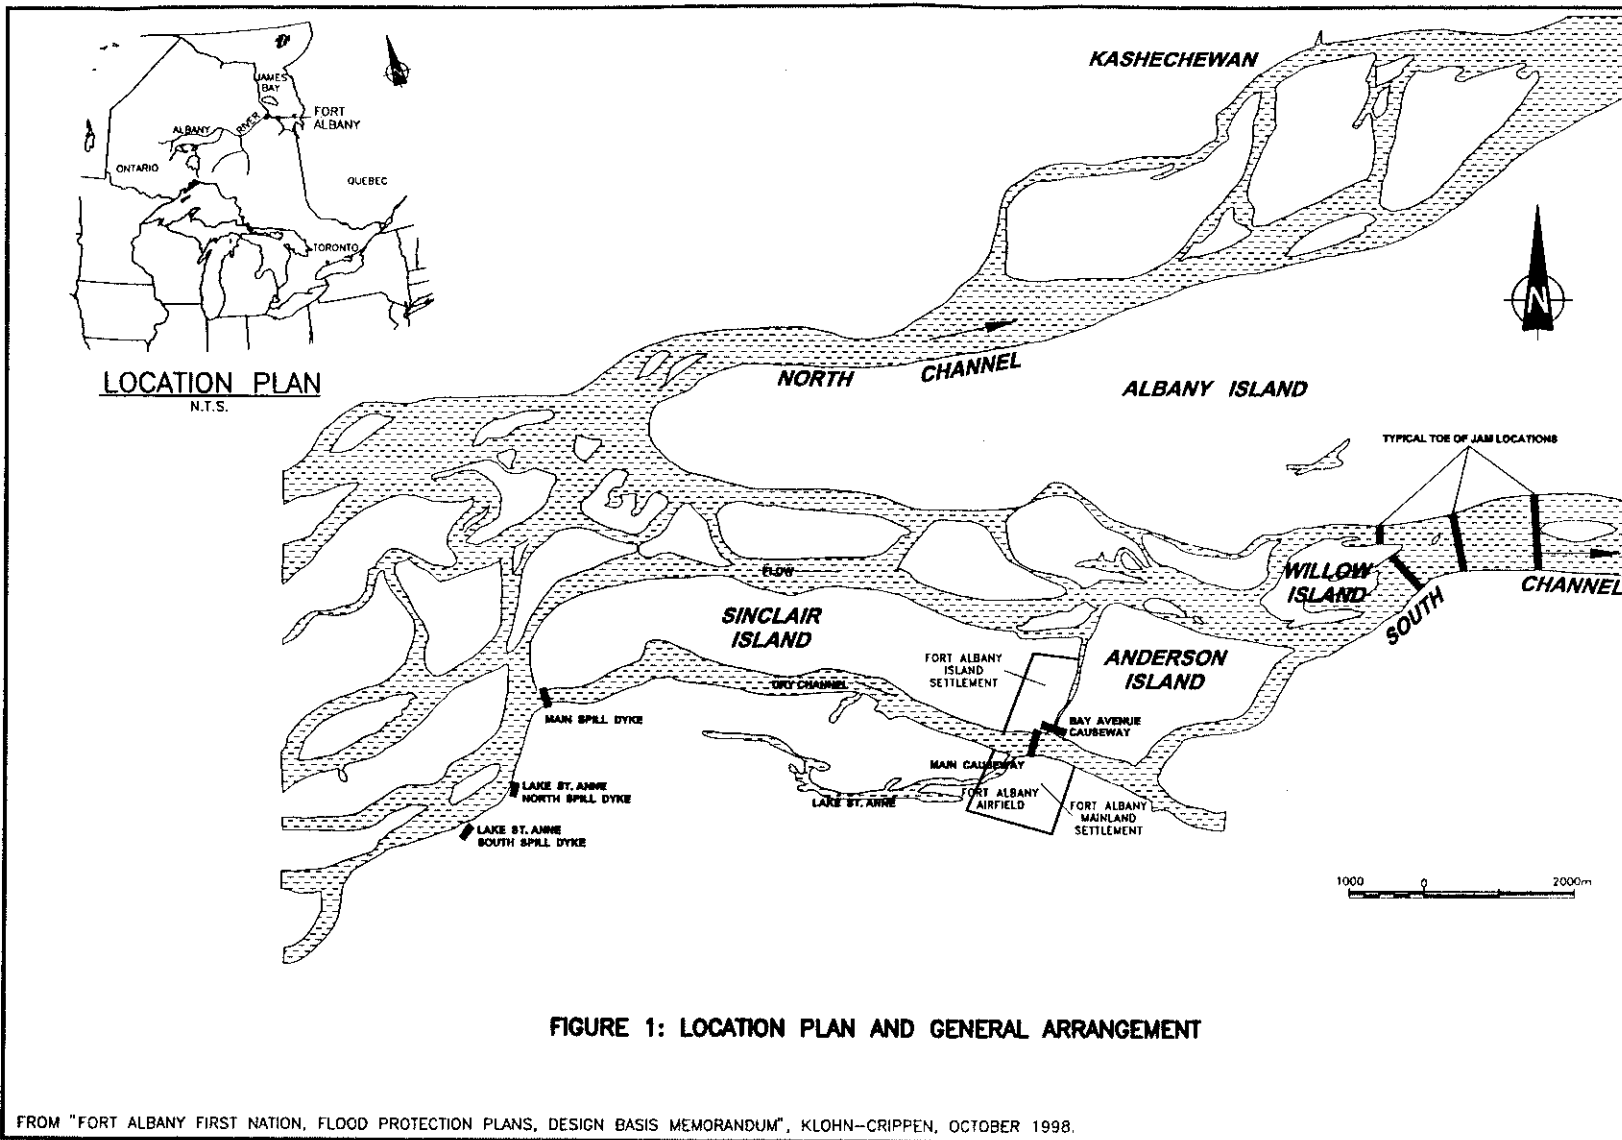 JAMES
BAY
FORT
ALBANY
ALBANY
RIVER
ONTARIO
QUEBEC
TORONTO
N
LOCATION PLAN
N.T.S.
KASHECHEWAN
N
NORTH
CHANNEL
ALBANY ISLAND
TYPICAL TOE OF JAM LOCATIONS
FLOW
WILLOW
ISLAND
SOUTH
CHANNEL
SINCLAIR
ISLAND
FORT ALBANY
ISLAND
SETTLEMENT
ANDERSON
ISLAND
DRY CHANNEL
MAIN SPILL DYKE
BAY AVENUE
CAUSEWAY
MAIN CAUSEWAY
LAKE ST. ANNE
NORTH SPILL DYKE
LAKE ST. ANNE
FORT ALBANY
AIRFIELD
FORT ALBANY
MAINLAND
SETTLEMENT
LAKE ST. ANNE
SOUTH SPILL DYKE
1000 0 2000m
FIGURE 1: LOCATION PLAN AND GENERAL ARRANGEMENT
FROM "FORT ALBANY FIRST NATION, FLOOD PROTECTION PLANS, DESIGN BASIS MEMORANDUM", KLOHN-CRIPPEN, OCTOBER 1998.